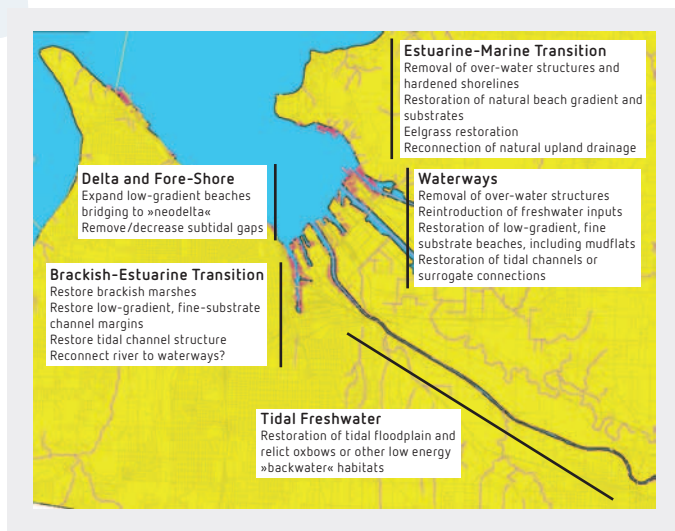 Estuarine-Marine Transition
Removal of over-water structures and
hardened shorelines
Restoration of natural beach gradient and
substrates
Eelgrass restoration
Reconnection of natural upland drainage
Delta and Fore-Shore
Expand low-gradient beaches
bridging to »neodelta«
Remove/decrease subtidal gaps
Waterways
Removal of over-water structures
Reintroduction of freshwater inputs
Restoration of low-gradient, fine
substrate beaches, including mudflats
Restoration of tidal channels or
surrogate connections
Brackish-Estuarine Transition
Restore brackish marshes
Restore low-gradient, fine-substrate
channel margins
Restore tidal channel structure
Reconnect river to waterways?
Tidal Freshwater
Restoration of tidal floodplain and
relict oxbows or other low energy
»backwater« habitats